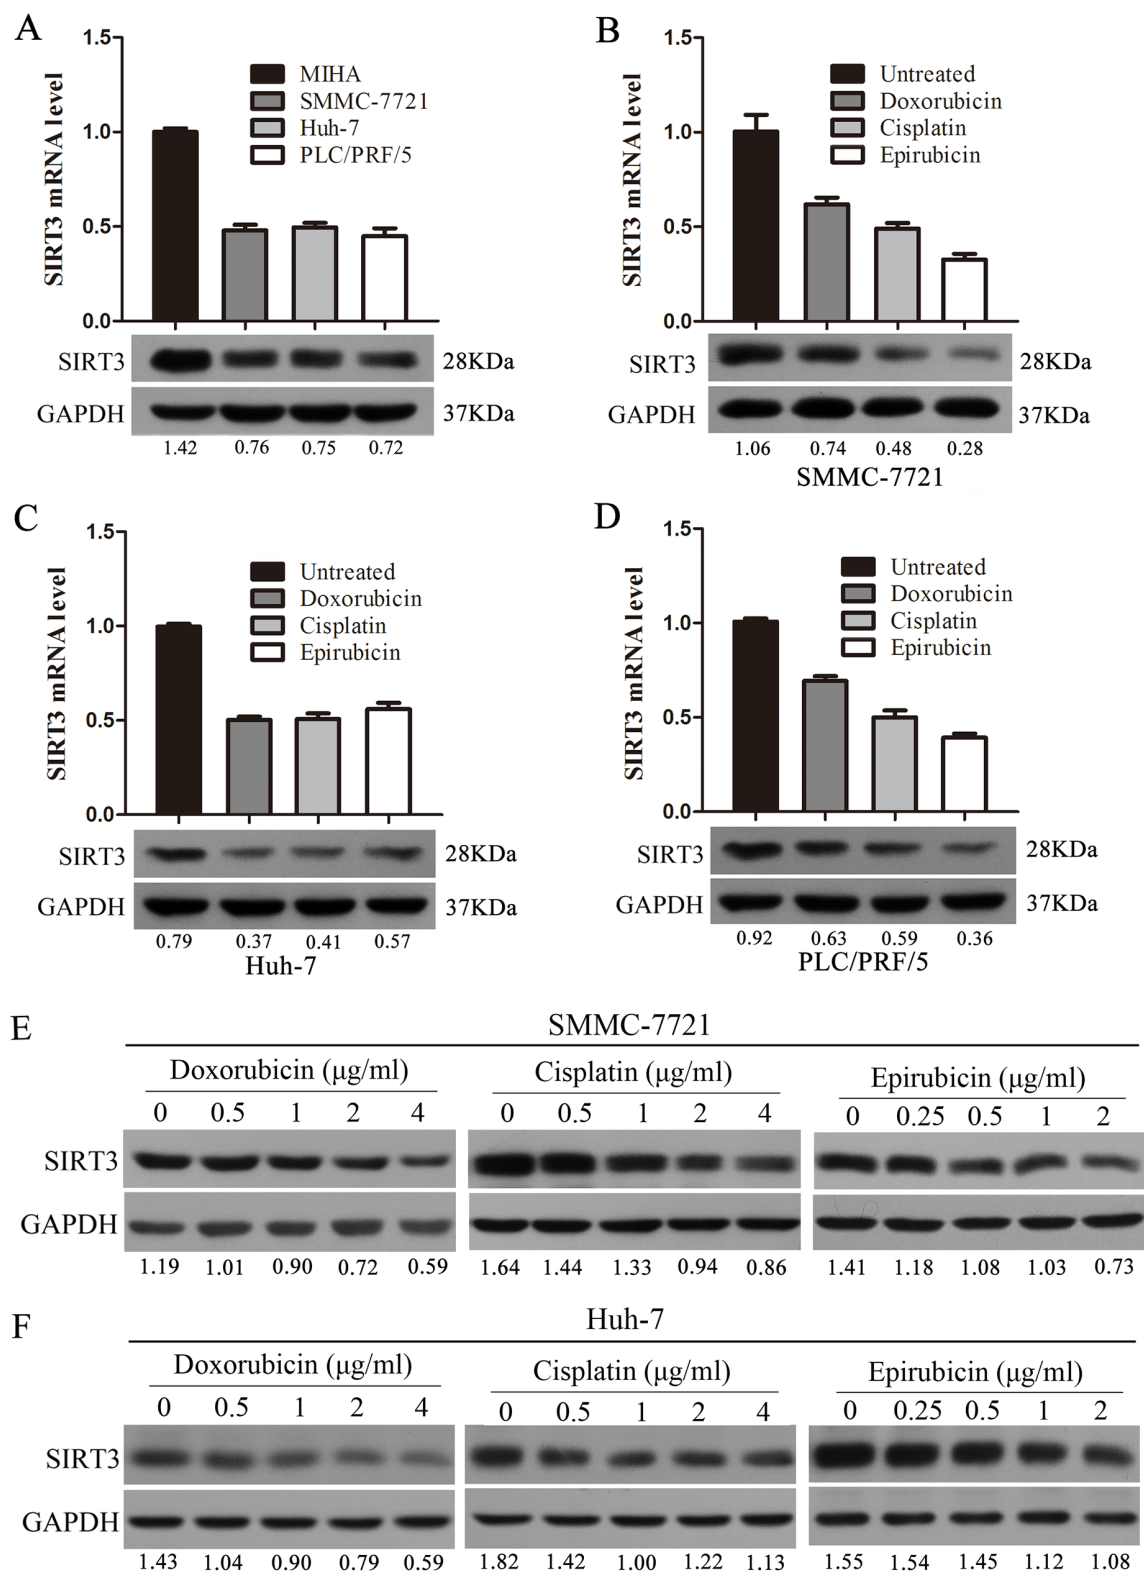 A
1.5
1.0
0.5
0.0
SIRT3 mRNA level
MIHA
SMMC-7721
Huh-7
PLC/PRF/5
SIRT3
28KDa
GAPDH
37KDa
1.42 0.76 0.75 0.72
B
1.5
1.0
0.5
0.0
SIRT3 mRNA level
Untreated
Doxorubicin
Cisplatin
Epirubicin
SIRT3
28KDa
GAPDH
37KDa
1.06 0.74 0.48 0.28
SMMC-7721
C
1.5
1.0
0.5
0.0
SIRT3 mRNA level
Untreated
Doxorubicin
Cisplatin
Epirubicin
SIRT3
28KDa
GAPDH
37KDa
0.79 0.37 0.41 0.57
Huh-7
D
1.5
1.0
0.5
0.0
SIRT3 mRNA level
Untreated
Doxorubicin
Cisplatin
Epirubicin
SIRT3
28KDa
GAPDH
37KDa
0.92 0.63 0.59 0.36
PLC/PRF/5
E
SMMC-7721
Doxorubicin (μg/ml) Cisplatin (μg/ml) Epirubicin (μg/ml)
0 0.5 1 2 4 0 0.5 1 2 4 0 0.25 0.5 1 2
SIRT3
GAPDH
1.19 1.01 0.90 0.72 0.59 1.64 1.44 1.33 0.94 0.86 1.41 1.18 1.08 1.03 0.73
F
Huh-7
Doxorubicin (μg/ml) Cisplatin (μg/ml) Epirubicin (μg/ml)
0 0.5 1 2 4 0 0.5 1 2 4 0 0.25 0.5 1 2
SIRT3
GAPDH
1.43 1.04 0.90 0.79 0.59 1.82 1.42 1.00 1.22 1.13 1.55 1.54 1.45 1.12 1.08